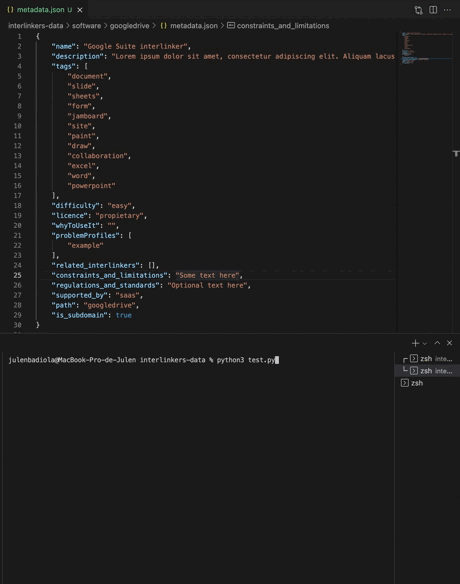 {} metadata.json U ×
interlinkers-data > software > googledrive > {} metadata.json > constraints_and_limitations
1 {
2 "name": "Google Suite interlinker",
3 "description": "Lorem ipsum dolor sit amet, consectetur adipiscing elit. Aliquam lacus
4 "tags": [
5 "document",
6 "slide",
7 "sheets",
8 "form",
9 "jamboard",
10 "site",
11 "paint",
12 "draw",
13 "collaboration",
14 "excel",
15 "word",
16 "powerpoint"
17 ],
18 "difficulty": "easy",
19 "licence": "propietary",
20 "whyToUseIt": "",
21 "problemProfiles": [
22 "example"
23 ],
24 "related_interlinkers": [],
25 "constraints_and_limitations": "Some text here",
26 "regulations_and_standards": "Optional text here",
27 "supported_by": "saas",
28 "path": "googledrive",
29 "is_subdomain": true
30 }
julenbadiola@MacBook-Pro-de-Julen interlinkers-data % python3 test.py
zsh inte...
zsh inte...
zsh